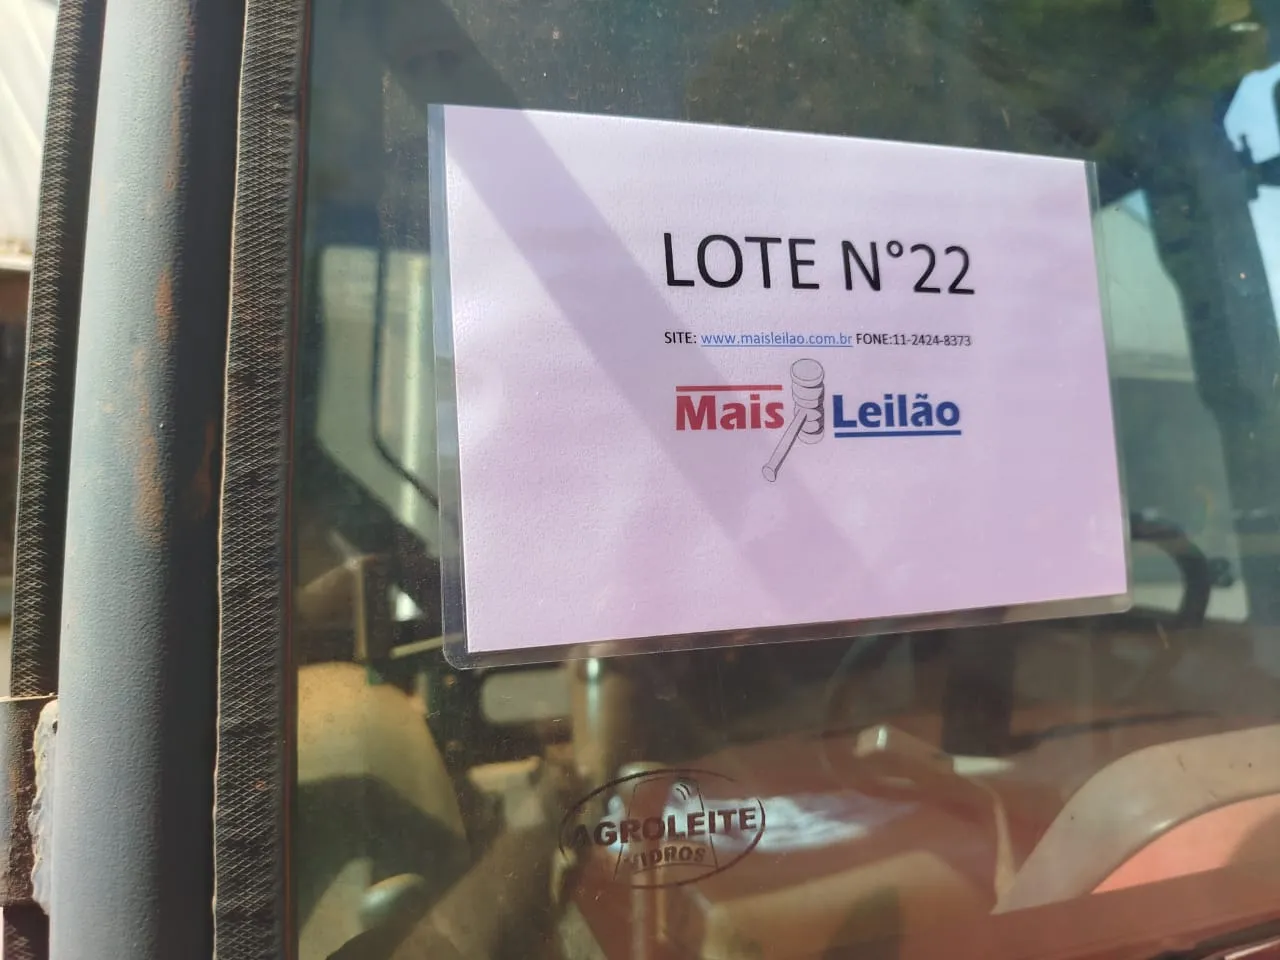 LOTE N°22
SITE: www.maisleilao.com.br FONE:11-2424-8373
Mais Leilão
AGROLEITE
VIDROS